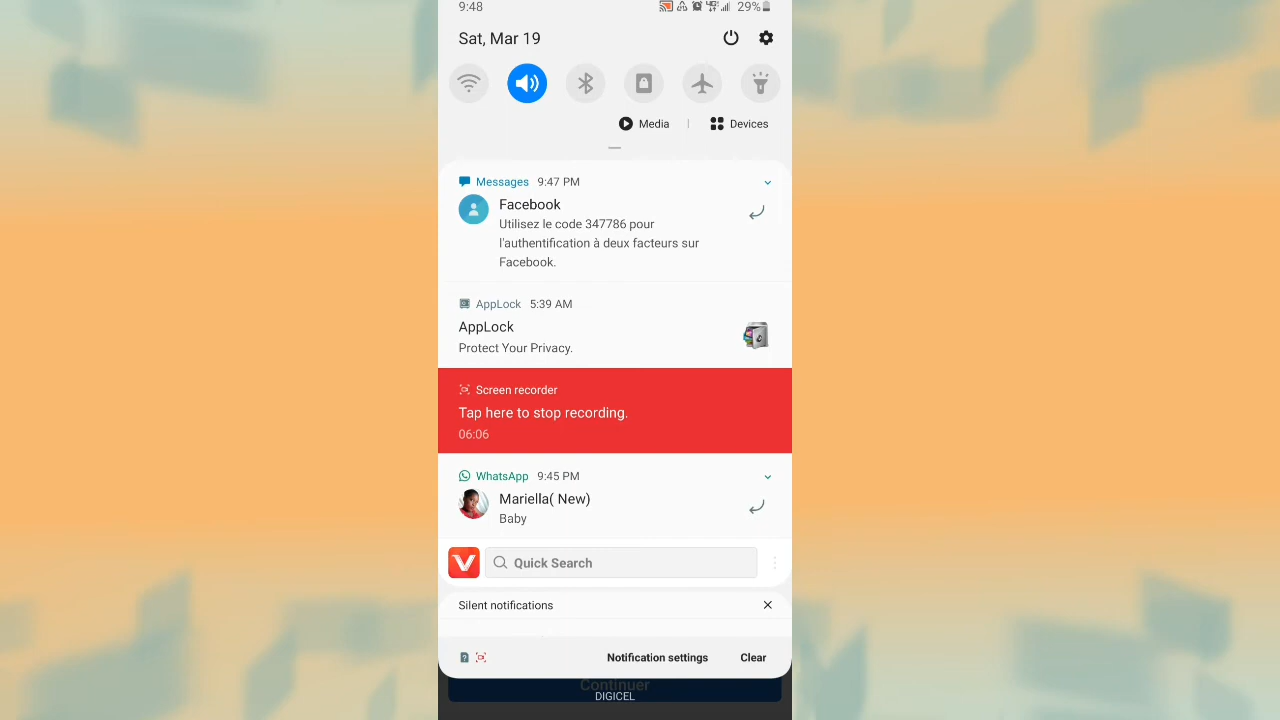 9:48
29%
Sat, Mar 19
Media | Devices
Messages 9:47 PM
Facebook
Utilisez le code 347786 pour
l'authentification à deux facteurs sur
Facebook.
AppLock 5:39 AM
AppLock
Protect Your Privacy.
Screen recorder
Tap here to stop recording.
06:06
WhatsApp 9:45 PM
Mariella( New)
Baby
Quick Search
Silent notifications
Notification settings Clear
Continuer
DIGICEL